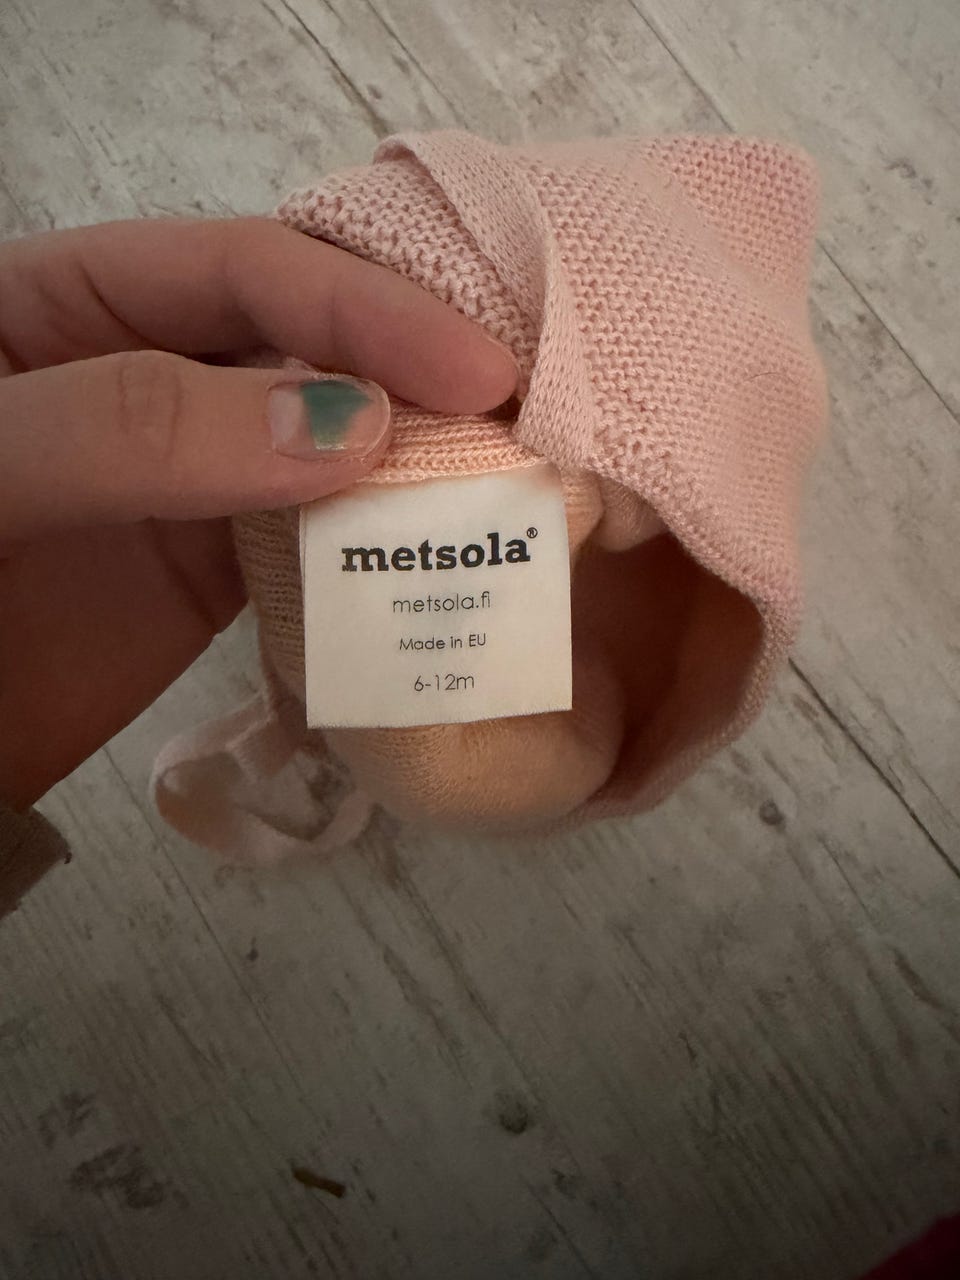 metsola®
metsola.fi
Made in EU
6-12m